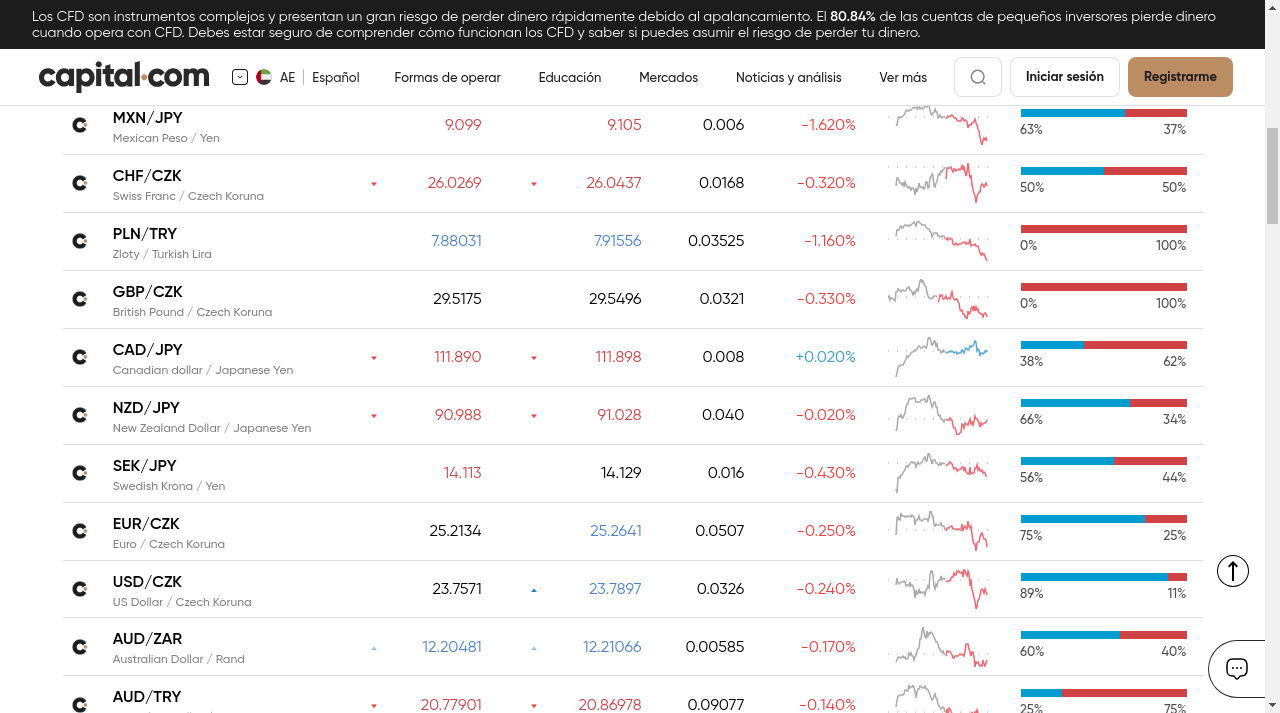 Los CFD son instrumentos complejos y presentan un gran riesgo de perder dinero rápidamente debido al apalancamiento. El 80.84% de las cuentas de pequeños inversores pierde dinero
cuando opera con CFD. Debes estar seguro de comprender cómo funcionan los CFD y saber si puedes asumir el riesgo de perder tu dinero.
capital.com AE Español Formas de operar Educación Mercados Noticias y análisis Ver más Iniciar sesión Registrarme
MXN/JPY 9.099 9.105 0.006 -1.620%
Mexican Peso / Yen 63% 37%
CHF/CZK 26.0269 26.0437 0.0168 -0.320%
Swiss Franc / Czech Koruna 50% 50%
PLN/TRY 7.88031 7.91556 0.03525 -1.160%
Zloty / Turkish Lira 0% 100%
GBP/CZK 29.5175 29.5496 0.0321 -0.330%
British Pound / Czech Koruna 0% 100%
CAD/JPY 111.890 111.898 0.008 +0.020%
Canadian dollar / Japanese Yen 38% 62%
NZD/JPY 90.988 91.028 0.040 -0.020%
New Zealand Dollar / Japanese Yen 66% 34%
SEK/JPY 14.113 14.129 0.016 -0.430%
Swedish Krona / Yen 56% 44%
EUR/CZK 25.2134 25.2641 0.0507 -0.250%
Euro / Czech Koruna 75% 25%
USD/CZK 23.7571 23.7897 0.0326 -0.240%
US Dollar / Czech Koruna 89% 11%
AUD/ZAR 12.20481 12.21066 0.00585 -0.170%
Australian Dollar / Rand 60% 40%
AUD/TRY 20.77901 20.86978 0.09077 -0.140%
25% 75%